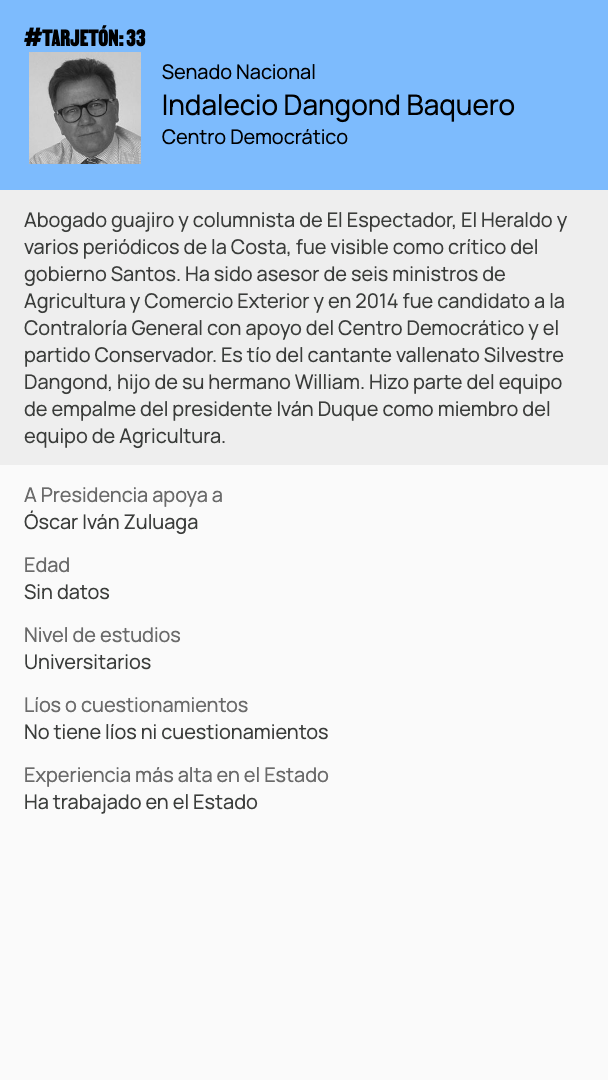 #TARJETÓN: 33
Senado Nacional
Indalecio Dangond Baquero
Centro Democrático
Abogado guajiro y columnista de El Espectador, El Heraldo y
varios periódicos de la Costa, fue visible como crítico del
gobierno Santos. Ha sido asesor de seis ministros de
Agricultura y Comercio Exterior y en 2014 fue candidato a la
Contraloría General con apoyo del Centro Democrático y el
partido Conservador. Es tío del cantante vallenato Silvestre
Dangond, hijo de su hermano William. Hizo parte del equipo
de empalme del presidente Iván Duque como miembro del
equipo de Agricultura.
A Presidencia apoya a
Óscar Iván Zuluaga
Edad
Sin datos
Nivel de estudios
Universitarios
Líos o cuestionamientos
No tiene líos ni cuestionamientos
Experiencia más alta en el Estado
Ha trabajado en el Estado